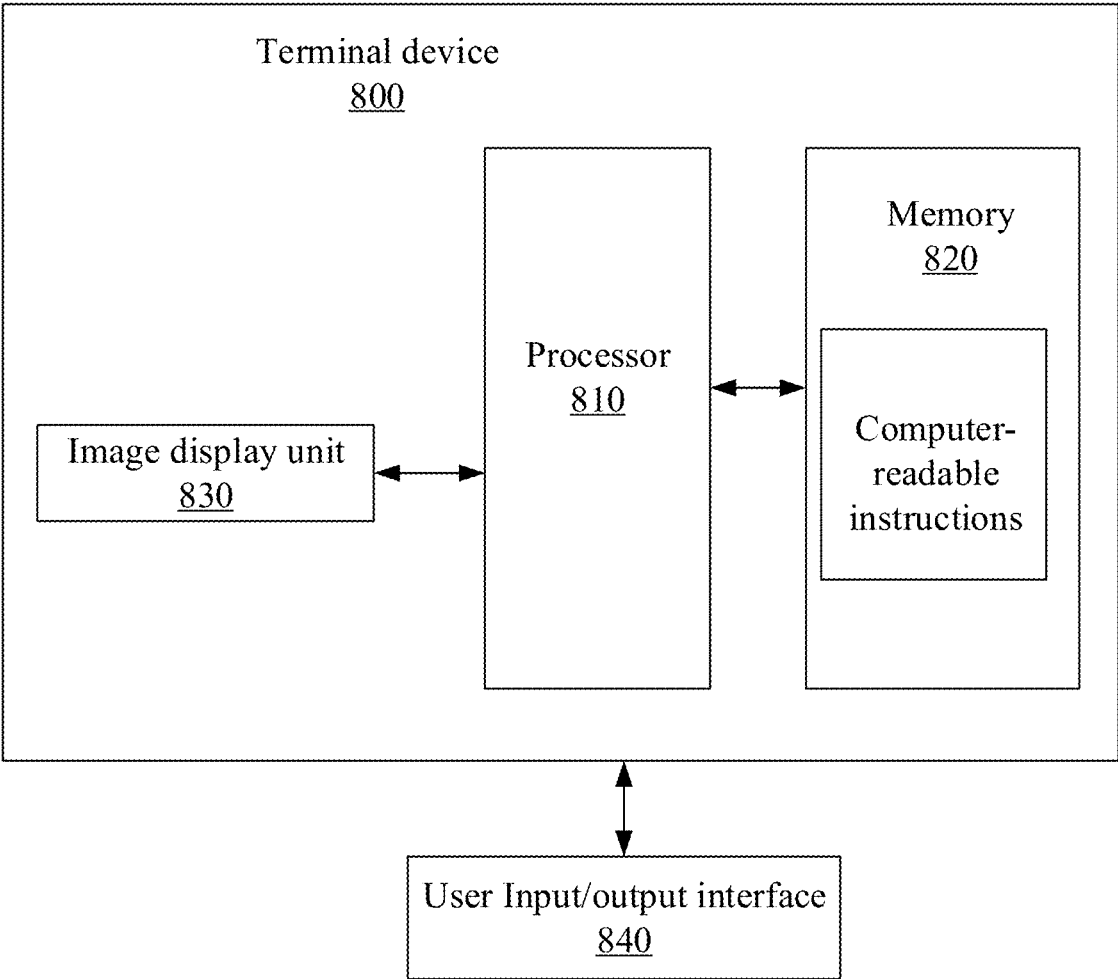 Terminal device
800
Memory
820
Processor
810
Computer-
readable
instructions
Image display unit
830
User Input/output interface
840